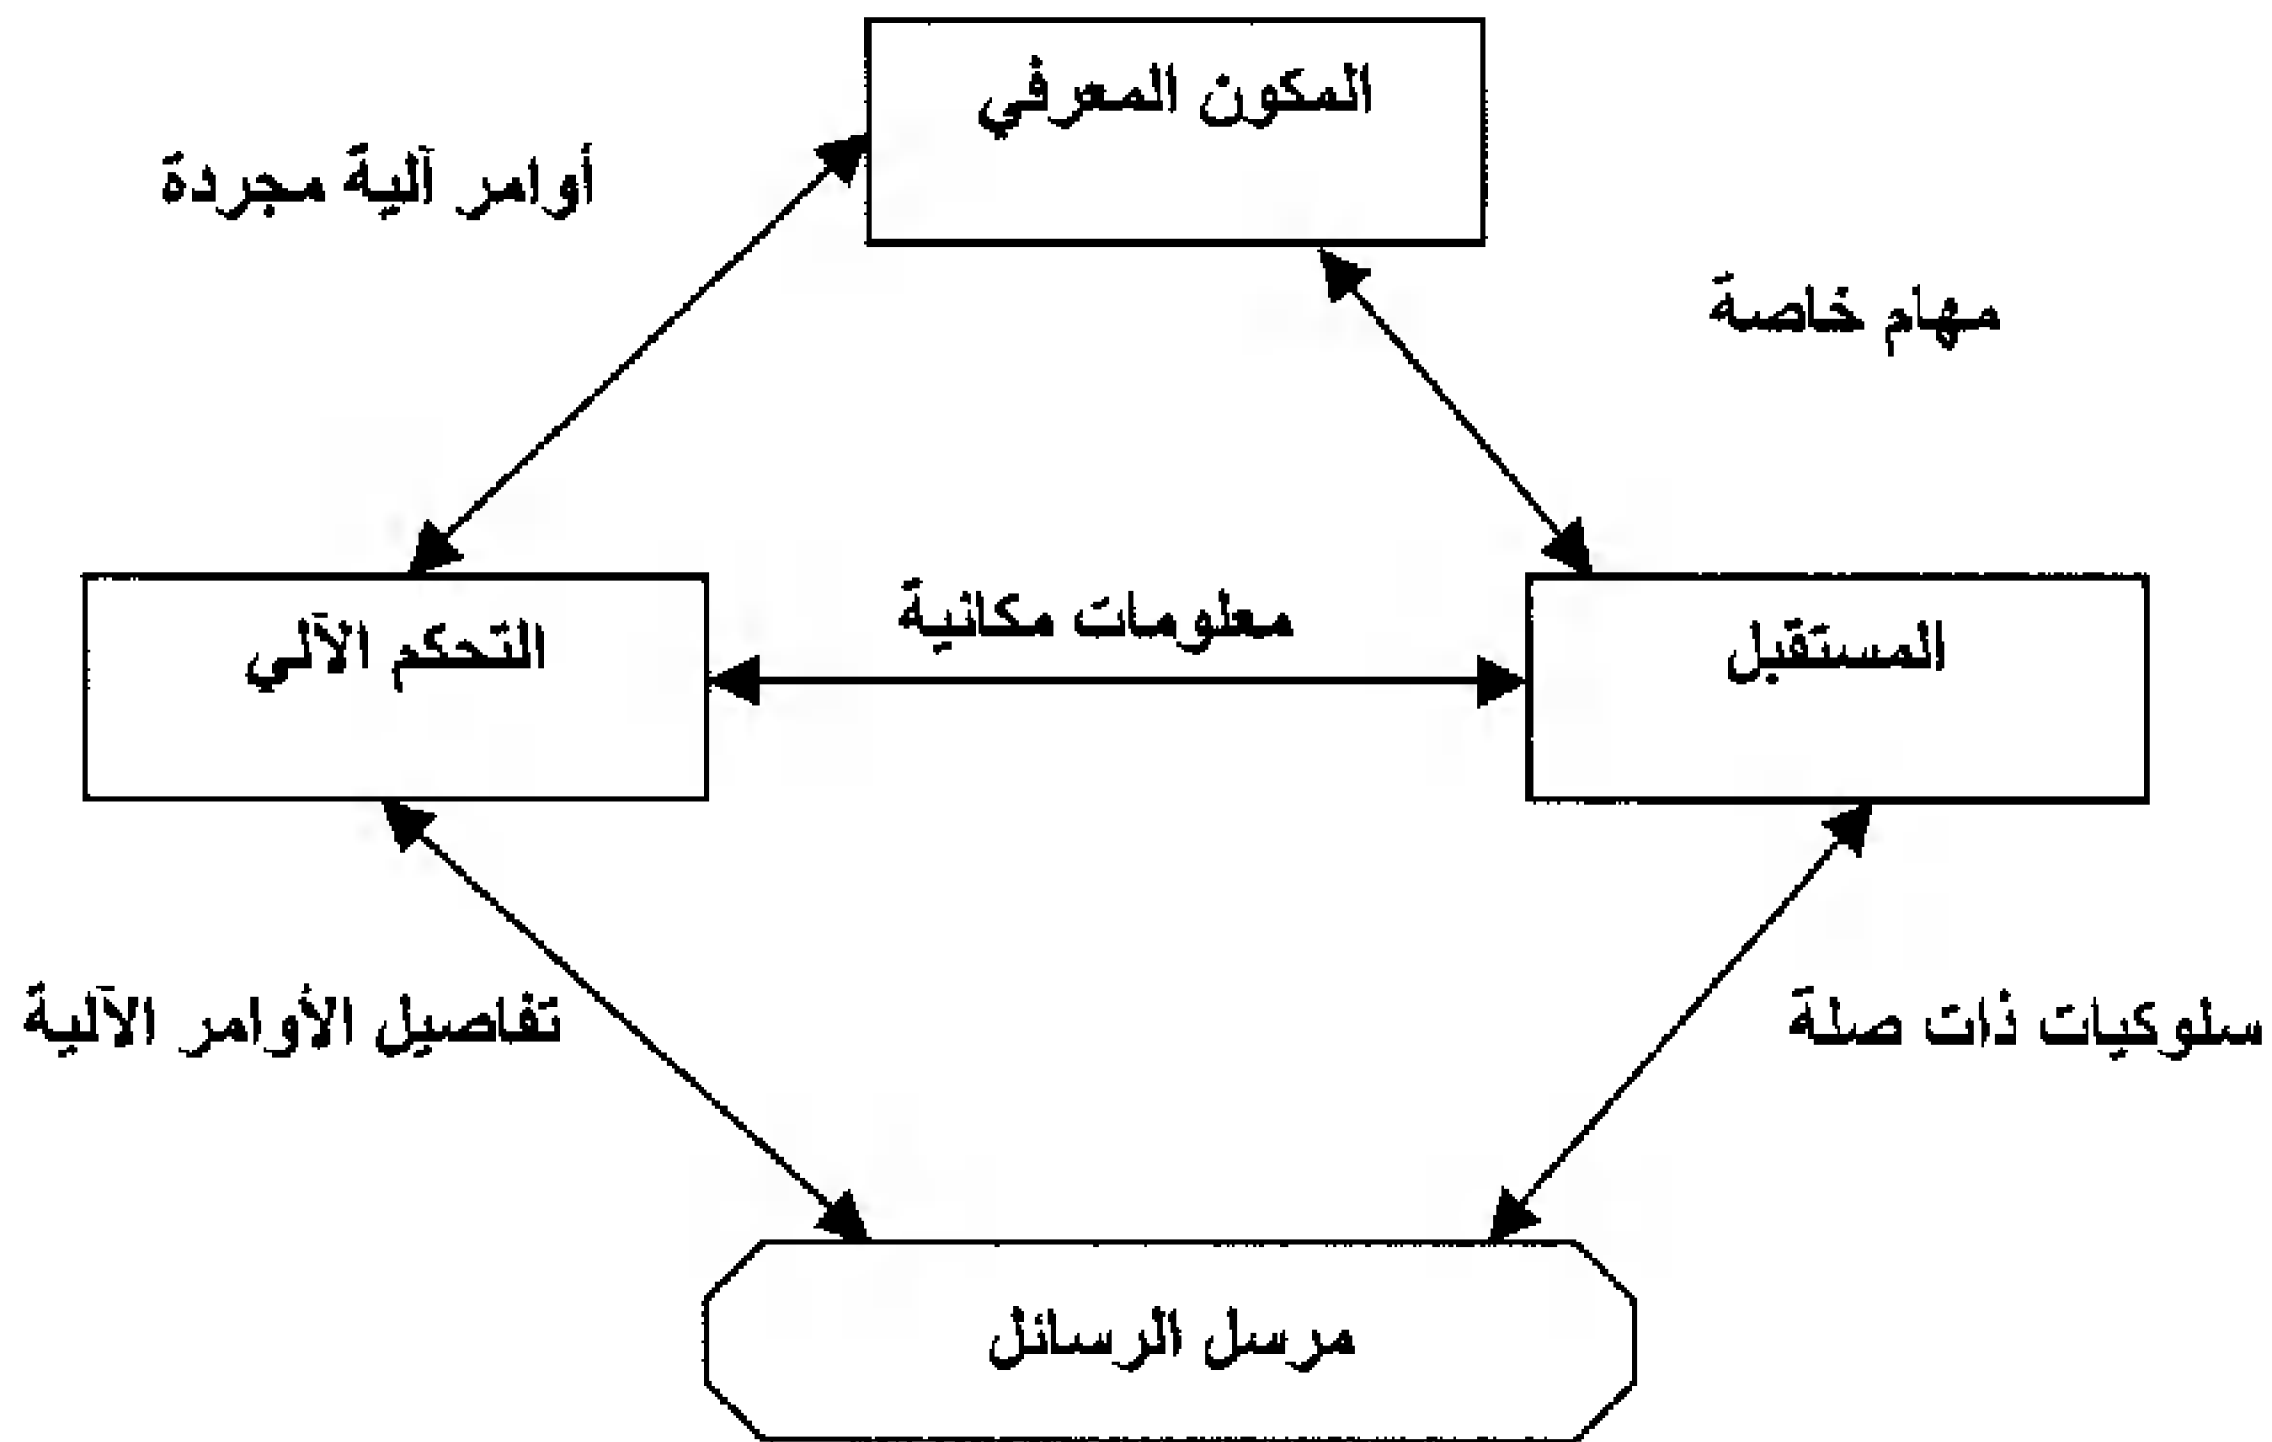 المكون المعرفي
أوامر آلية مجردة
مهام خاصة
معلومات مكانية
المستقبل
التحكم الآلي
سلوكيات ذات صلة
تفاصيل الأوامر الآلية
مرسل الرسائل